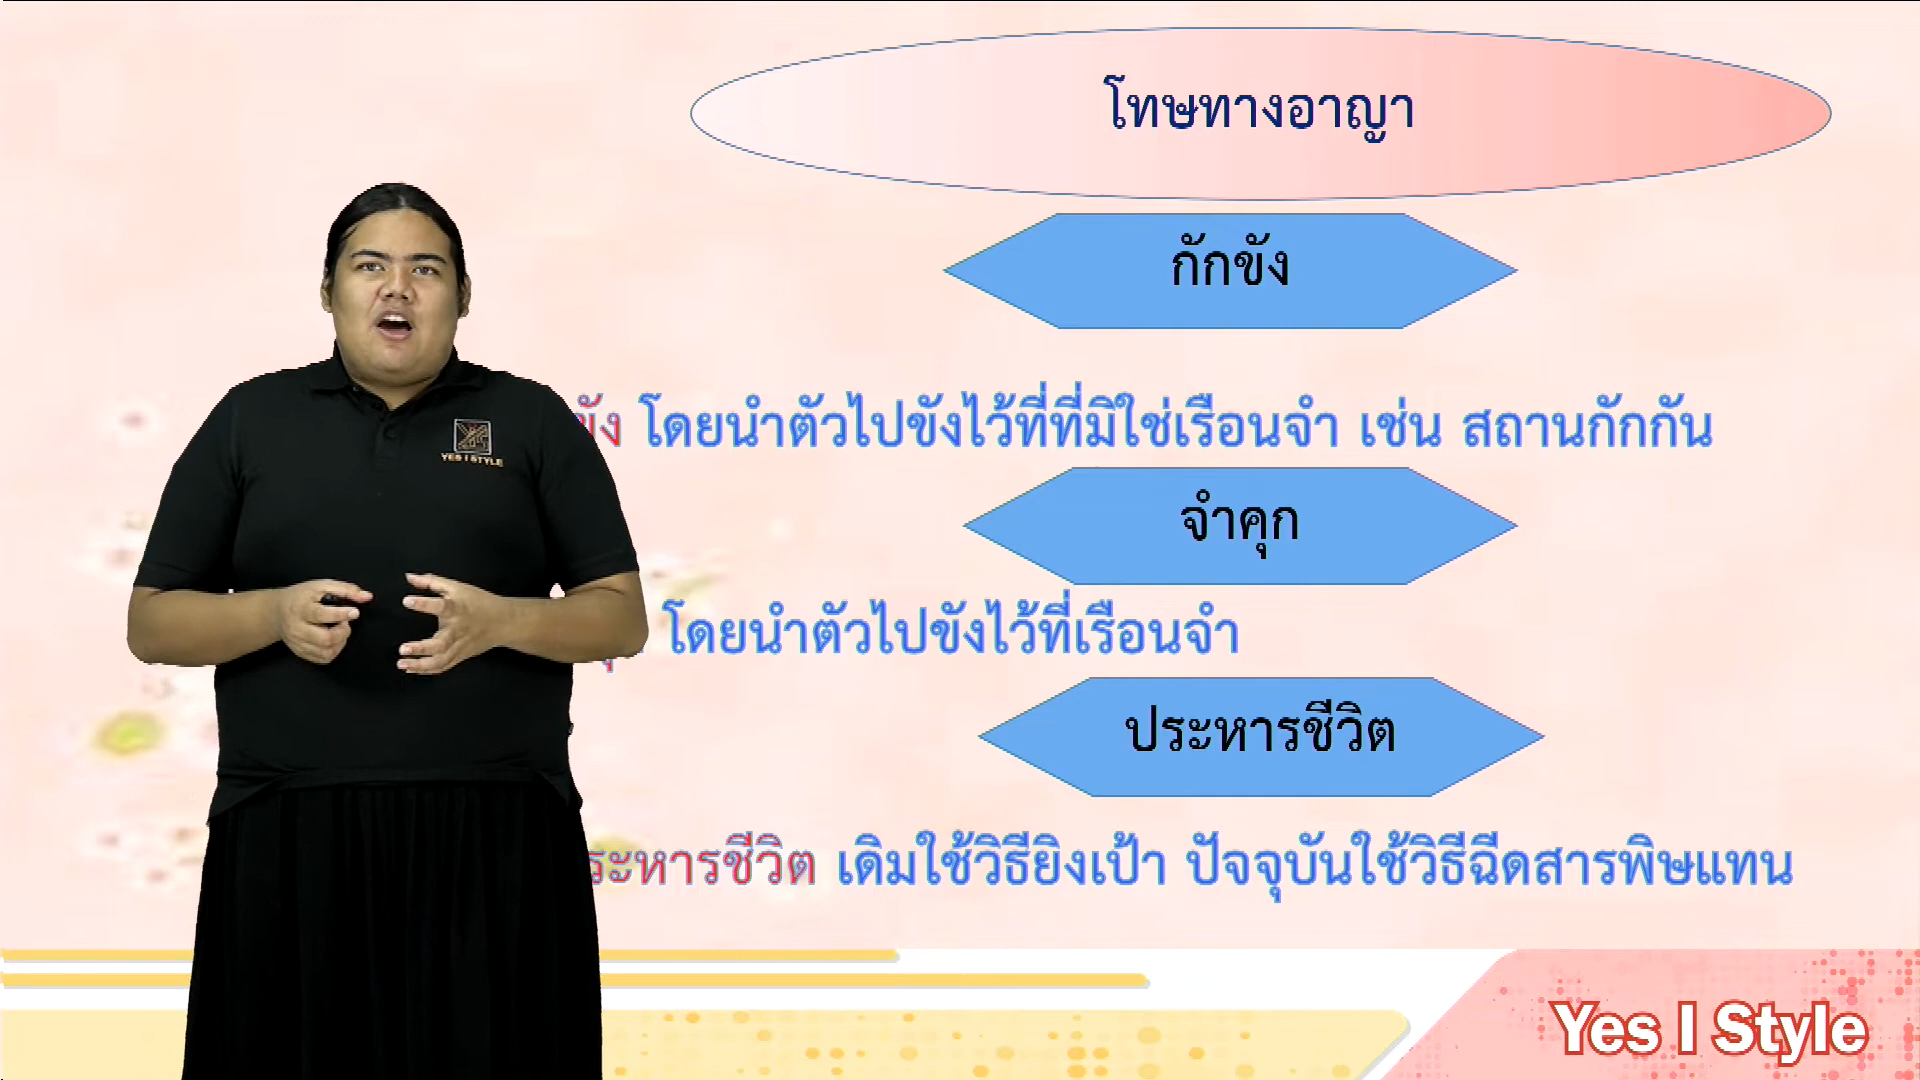 โทษทางอาญา
กักขัง
ขัง โดยนำตัวไปขังไว้ที่ที่มิใช่เรือนจำ เช่น สถานกักกัน
YES I STYLE
จำคุก
โดยนำตัวไปขังไว้ที่เรือนจำ
ประหารชีวิต
ระหารชีวิต เดิมใช้วิธียิงเป้า ปัจจุบันใช้วิธีฉีดสารพิษแทน
Yes I Style